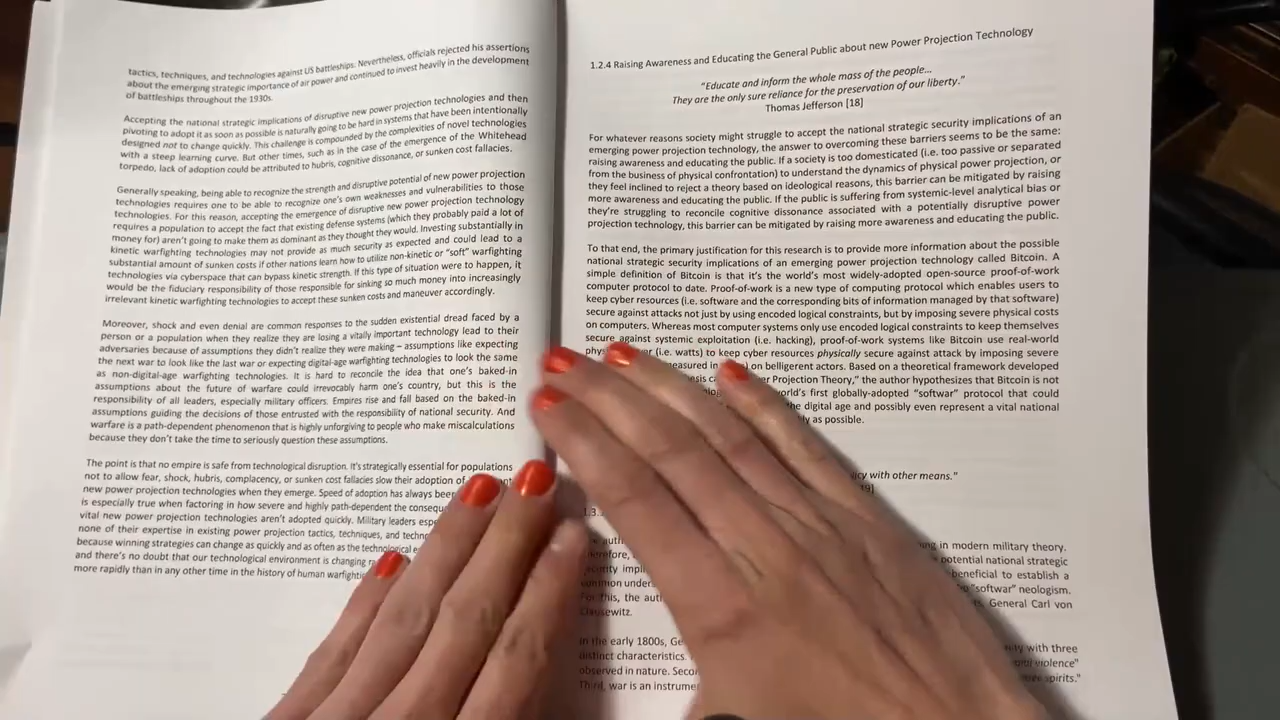 tactics, techniques, and technologies against US battleships. Nevertheless, officials rejected his assertions
about the emerging strategic importance of air power and continued to invest heavily in the development
of battleships throughout the 1930s.
Accepting the national strategic implications of disruptive new power projection technologies and then
pivoting to adopt it as soon as possible is naturally going to be hard in systems that have been intentionally
designed not to change quickly. This challenge is compounded by the complexities of novel technologies
with a steep learning curve. But other times, such as in the case of the emergence of the Whitehead
torpedo, lack of adoption could be attributed to hubris, cognitive dissonance, or sunken cost fallacies.
Generally speaking, being able to recognize the strength and disruptive potential of new power projection
technologies requires one to be able to recognize one's own weaknesses and vulnerabilities to those
technologies. For this reason, accepting the emergence of disruptive new power projection technology
requires a population to accept the fact that existing defense systems (which they probably paid a lot of
money for) aren't going to make them as dominant as they thought they would. Investing substantially in
kinetic warfighting technologies may not provide as much security as expected and could lead to a
substantial amount of sunken costs if other nations learn how to utilize non-kinetic or "soft" warfighting
technologies via cyberspace that can bypass kinetic strength. If this type of situation were to happen, it
would be the fiduciary responsibility of those responsible for sinking so much money into increasingly
irrelevant kinetic warfighting technologies to accept these sunken costs and maneuver accordingly.
Moreover, shock and even denial are common responses to the sudden existential dread faced by a
person or a population when they realize they are losing a vitally important technology lead to their
adversaries because of assumptions they didn't realize they were making – assumptions like expecting
the next war to look like the last war or expecting digital-age warfighting technologies to look the same
as non-digital-age warfighting technologies. It is hard to reconcile the idea that one's baked-in
assumptions about the future of warfare could irrevocably harm one's country, but this is the
responsibility of all leaders, especially military officers. Empires rise and fall based on the baked-in
assumptions guiding the decisions of those entrusted with the responsibility of national security. And
warfare is a path-dependent phenomenon that is highly unforgiving to people who make miscalculations
because they don't take the time to seriously question these assumptions.
The point is that no empire is safe from technological disruption. It's strategically essential for populations
not to allow fear, shock, hubris, complacency, or sunken cost fallacies slow their adoption of
new power projection technologies when they emerge. Speed of adoption has always been
is especially true when factoring in how severe and highly path-dependent the
vital new power projection technologies aren't adopted quickly. Military leaders
none of their expertise in existing power projection tactics, techniques, and
because winning strategies can change as quickly and as often as the technological
and there's no doubt that our technological environment is changing
more rapidly than in any other time in the history of human
1.2.4 Raising Awareness and Educating the General Public about new Power Projection Technology
"Educate and inform the whole mass of the people…
They are the only sure reliance for the preservation of our liberty."
Thomas Jefferson [18]
For whatever reasons society might struggle to accept the national strategic security implications of an
emerging power projection technology, the answer to overcoming these barriers seems to be the same:
raising awareness and educating the public. If a society is too domesticated (i.e. too passive or separated
from the business of physical confrontation) to understand the dynamics of physical power projection, or
they feel inclined to reject a theory based on ideological reasons, this barrier can be mitigated by raising
more awareness and educating the public. If the public is suffering from systemic-level analytical bias or
they're struggling to reconcile cognitive dissonance associated with a potentially disruptive power
projection technology, this barrier can be mitigated by raising more awareness and educating the public.
To that end, the primary justification for this research is to provide more information about the possible
national strategic security implications of an emerging power projection technology called Bitcoin. A
simple definition of Bitcoin is that it's the world's most widely-adopted open-source proof-of-work
computer protocol to date. Proof-of-work is a new type of computing protocol which enables users to
keep cyber resources (i.e. software and the corresponding bits of information managed by that software)
secure against attacks not just by using encoded logical constraints, but by imposing severe physical costs
on computers. Whereas most computer systems only use encoded logical constraints to keep themselves
secure against systemic exploitation (i.e. hacking), proof-of-work systems like Bitcoin use real-world
(i.e. watts) to keep cyber resources physically secure against attack by imposing severe
on belligerent actors. Based on a theoretical framework developed
Projection Theory," the author hypothesizes that Bitcoin is not
world's first globally-adopted "softwar" protocol that could
the digital age and possibly even represent a vital national
as possible.
with other means."
in modern military theory.
potential national strategic
beneficial to establish a
"softwar" neologism.
General Carl von
Clausewitz.
In the early 1800s, with three
distinct characteristics. violence"
observed in nature. spirits."
Third, war is an